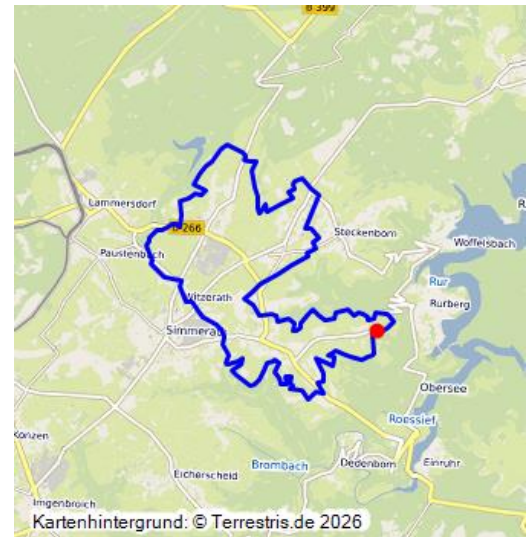 B 399
Lammersdorf
B 266
Steckenborn
Paustenbach
Woffelsbach
Rur
Witzerath
Rurberg
Simmerath
Obersee
Roessief
Konzen
Dedenborn
Einruhr
Eicherscheid
Brombach
Imgenbroich
Kartenhintergrund: © Terrestris.de 2026